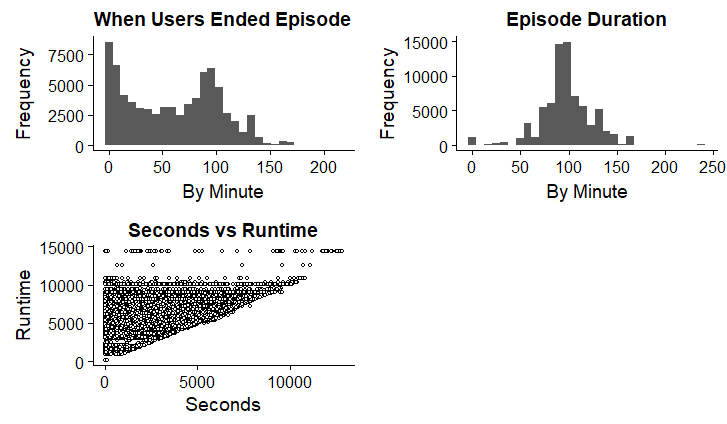 When Users Ended Episode
Frequency
7500
5000
2500
0
0 50 100 150 200
By Minute
Episode Duration
Frequency
15000
10000
5000
0
0 50 100 150 200 250
By Minute
Seconds vs Runtime
Runtime
15000
10000
5000
0
0 5000 10000
Seconds